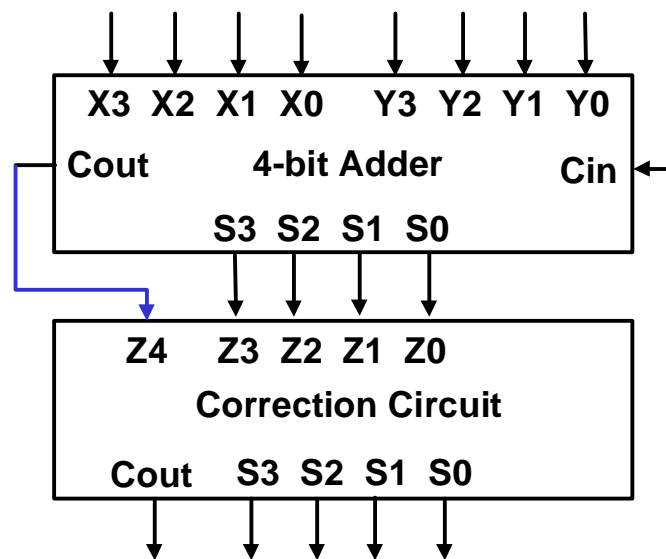 X3 X2 X1 X0 Y3 Y2 Y1 Y0
Cout 4-bit Adder Cin
S3 S2 S1 S0
Z4 Z3 Z2 Z1 Z0
Correction Circuit
Cout S3 S2 S1 S0